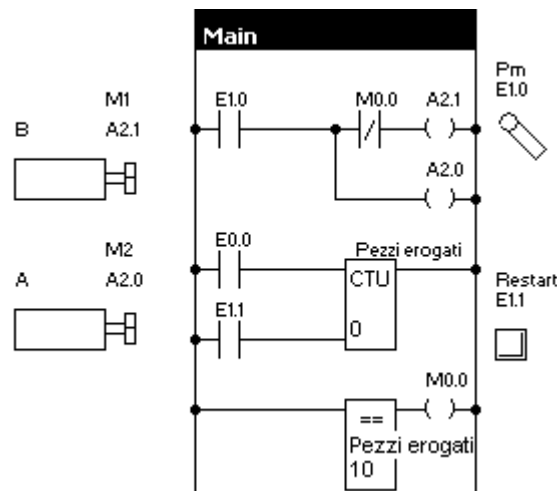 Main
Pm
E1.0
M1
B A2.1
E1.0 M0.0 A2.1
A2.0
M2
A A2.0
E0.0
Pezzi erogati
CTU
0
E1.1
Restart
E1.1
M0.0
==
Pezzi erogati
10